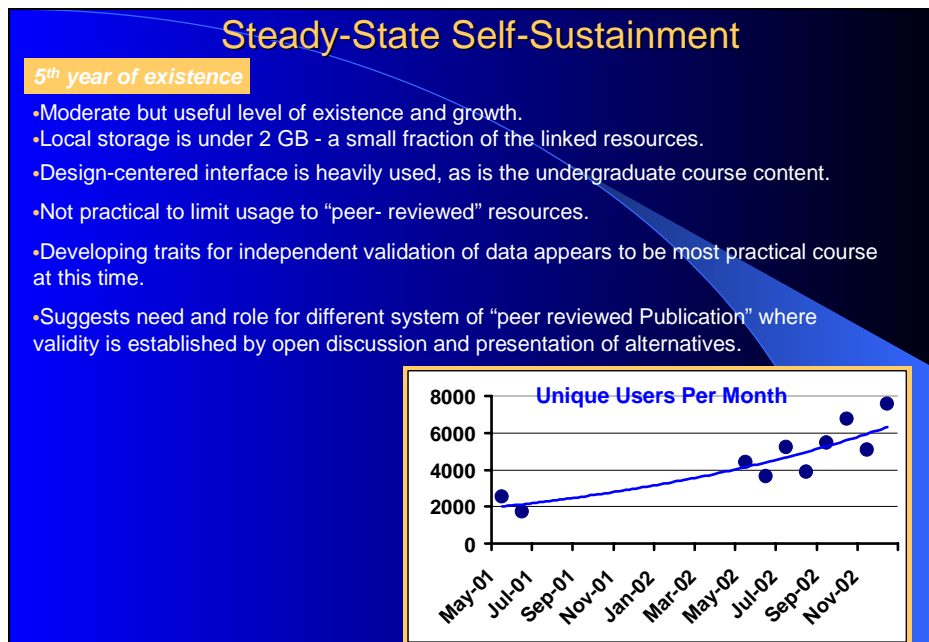 Steady-State Self-Sustainment
5th year of existence
•Moderate but useful level of existence and growth.
•Local storage is under 2 GB - a small fraction of the linked resources.
•Design-centered interface is heavily used, as is the undergraduate course content.
•Not practical to limit usage to “peer- reviewed” resources.
•Developing traits for independent validation of data appears to be most practical course
at this time.
•Suggests need and role for different system of “peer reviewed Publication” where
validity is established by open discussion and presentation of alternatives.
Unique Users Per Month
8000
6000
4000
2000
0
May-01
Jul-01
Sep-01
Nov-01
Jan-02
Mar-02
May-02
Jul-02
Sep-02
Nov-02